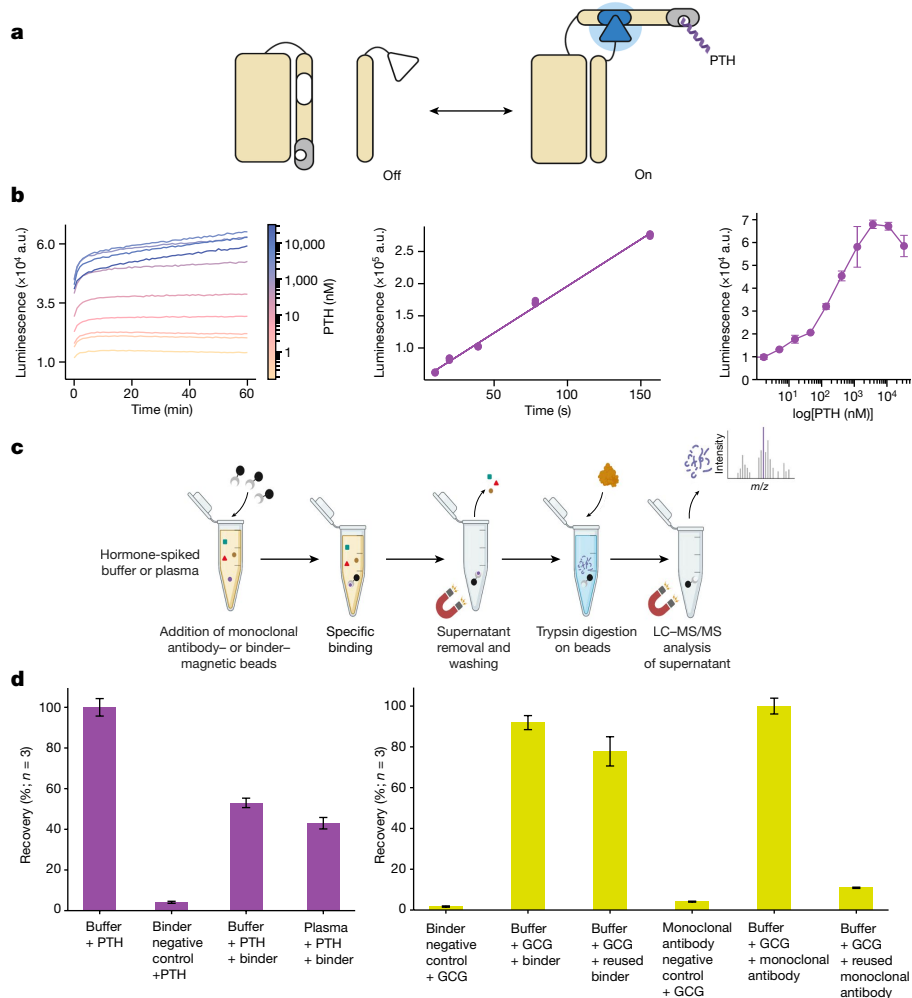 a
PTH
Off
On
b
Luminescence (×10⁴ a.u.)
6.0
3.5
1.0
0
20
40
60
Time (min)
10,000
1,000
10
1
PTH (nM)
Luminescence (×10⁵ a.u.)
2.5
1.5
1.0
50
100
150
Time (s)
Luminescence (×10⁴ a.u.)
7
6
5
4
3
2
1
0
10¹
10²
10³
10⁴
log[PTH (nM)]
c
Intensity
m/z
Hormone-spiked
buffer or plasma
Addition of monoclonal
antibody– or binder–
magnetic beads
Specific
binding
Supernatant
removal and
washing
Trypsin digestion
on beads
LC–MS/MS
analysis
of supernatant
d
Recovery (%; n = 3)
100
80
60
40
20
0
Buffer
+ PTH
Binder
negative
control
+PTH
Buffer
+ PTH
+ binder
Plasma
+ PTH
+ binder
Recovery (%; n = 3)
100
80
60
40
20
0
Binder
negative
control
+ GCG
Buffer
+ GCG
+ binder
Buffer
+ GCG
+ reused
binder
Monoclonal
antibody
negative
control + GCG
Buffer
+ GCG
+ monoclonal
antibody
Buffer
+ GCG
+ reused
monoclonal
antibody